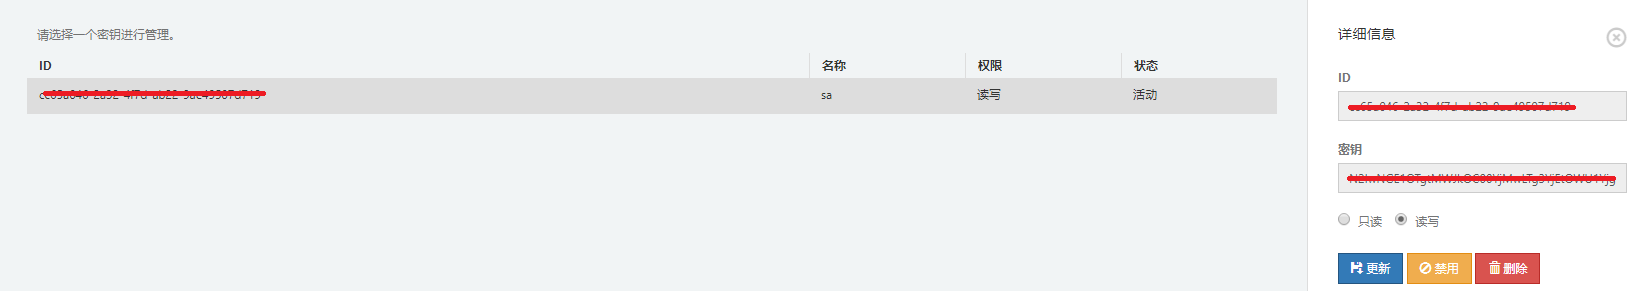 请选择一个密钥进行管理。
ID 名称 权限 状态
sa 读写 活动
详细信息
ID
密钥
只读 读写
更新 禁用 删除